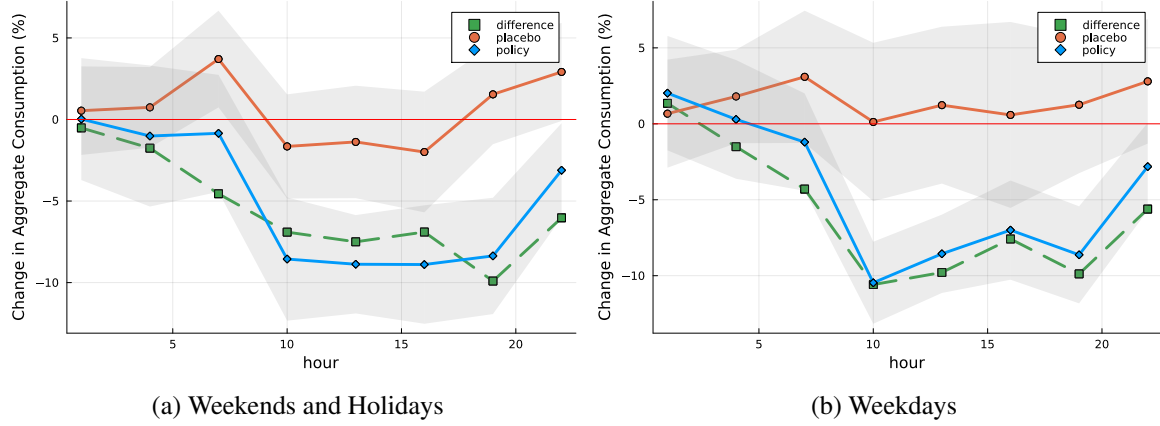 Change in Aggregate Consumption (%)
5
0
−5
−10
5
10
15
20
hour
difference
placebo
policy
(a) Weekends and Holidays
Change in Aggregate Consumption (%)
5
0
−5
−10
5
10
15
20
hour
difference
placebo
policy
(b) Weekdays